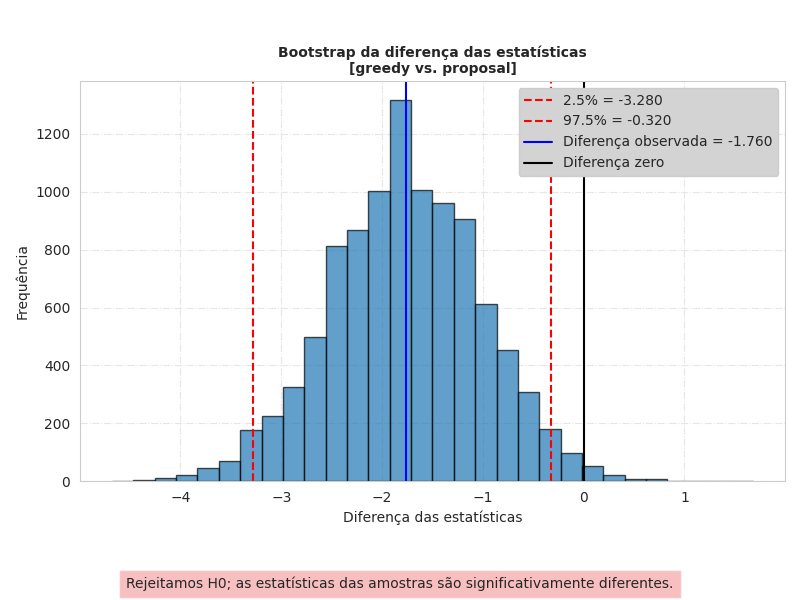 Bootstrap da diferença das estatísticas
[greedy vs. proposal]
2.5% = -3.280
97.5% = -0.320
Diferença observada = -1.760
Diferença zero
Frequência
1200
1000
800
600
400
200
0
−4
−3
−2
−1
0
1
Diferença das estatísticas
Rejeitamos H0; as estatísticas das amostras são significativamente diferentes.